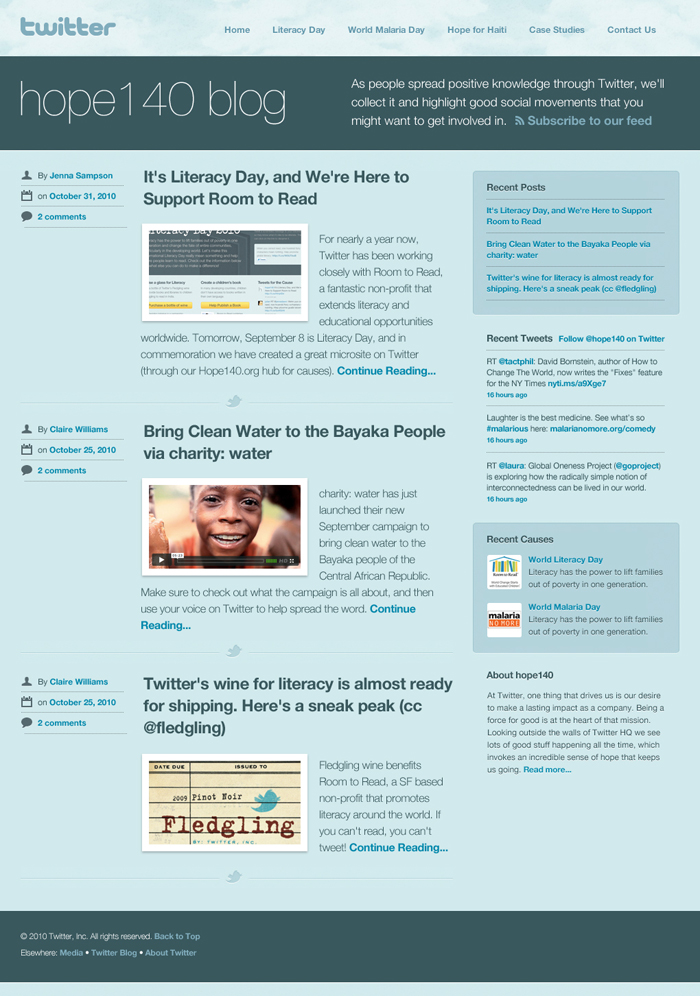 twitter
Home Literacy Day World Malaria Day Hope for Haiti Case Studies Contact Us
hope140 blog
As people spread positive knowledge through Twitter, we'll
collect it and highlight good social movements that you
might want to get involved in. Subscribe to our feed
By Jenna Sampson
on October 31, 2010
2 comments
It's Literacy Day, and We're Here to
Support Room to Read
Literacy Day 2010
For nearly a year now,
Twitter has been working
closely with Room to Read,
a fantastic non-profit that
extends literacy and
educational opportunities
worldwide. Tomorrow, September 8 is Literacy Day, and in
commemoration we have created a great microsite on Twitter
(through our Hope140.org hub for causes). Continue Reading...
By Claire Williams
on October 25, 2010
2 comments
Bring Clean Water to the Bayaka People
via charity: water
HD
charity: water has just
launched their new
September campaign to
bring clean water to the
Bayaka people of the
Central African Republic.
Make sure to check out what the campaign is all about, and then
use your voice on Twitter to help spread the word. Continue
Reading...
By Claire Williams
on October 25, 2010
2 comments
Twitter's wine for literacy is almost ready
for shipping. Here's a sneak peak (cc
@fledgling)
DATE DUE ISSUED TO
2009 Pinot Noir
Fledgling
BY: TWITTER, INC.
Fledgling wine benefits
Room to Read, a SF based
non-profit that promotes
literacy around the world. If
you can't read, you can't
tweet! Continue Reading...
Recent Posts
It's Literacy Day, and We're Here to Support
Room to Read
Bring Clean Water to the Bayaka People via
charity: water
Twitter's wine for literacy is almost ready for
shipping. Here's a sneak peak (cc @fledgling)
Recent Tweets Follow @hope140 on Twitter
RT @tactphil: David Bornstein, author of How to
Change The World, now writes the "Fixes" feature
for the NY Times nyti.ms/a9Xge7
16 hours ago
Laughter is the best medicine. See what's so
#malarious here: malarianomore.org/comedy
16 hours ago
RT @laura: Global Oneness Project (@goproject)
is exploring how the radically simple notion of
interconnectedness can be lived in our world.
16 hours ago
Recent Causes
Room to Read
World Literacy Day
Literacy has the power to lift families
out of poverty in one generation.
malaria
NO MORE
World Malaria Day
Literacy has the power to lift families
out of poverty in one generation.
About hope140
At Twitter, one thing that drives us is our desire
to make a lasting impact as a company. Being a
force for good is at the heart of that mission.
Looking outside the walls of Twitter HQ we see
lots of good stuff happening all the time, which
invokes an incredible sense of hope that keeps
us going. Read more...
© 2010 Twitter, Inc. All rights reserved. Back to Top
Elsewhere: Media • Twitter Blog • About Twitter